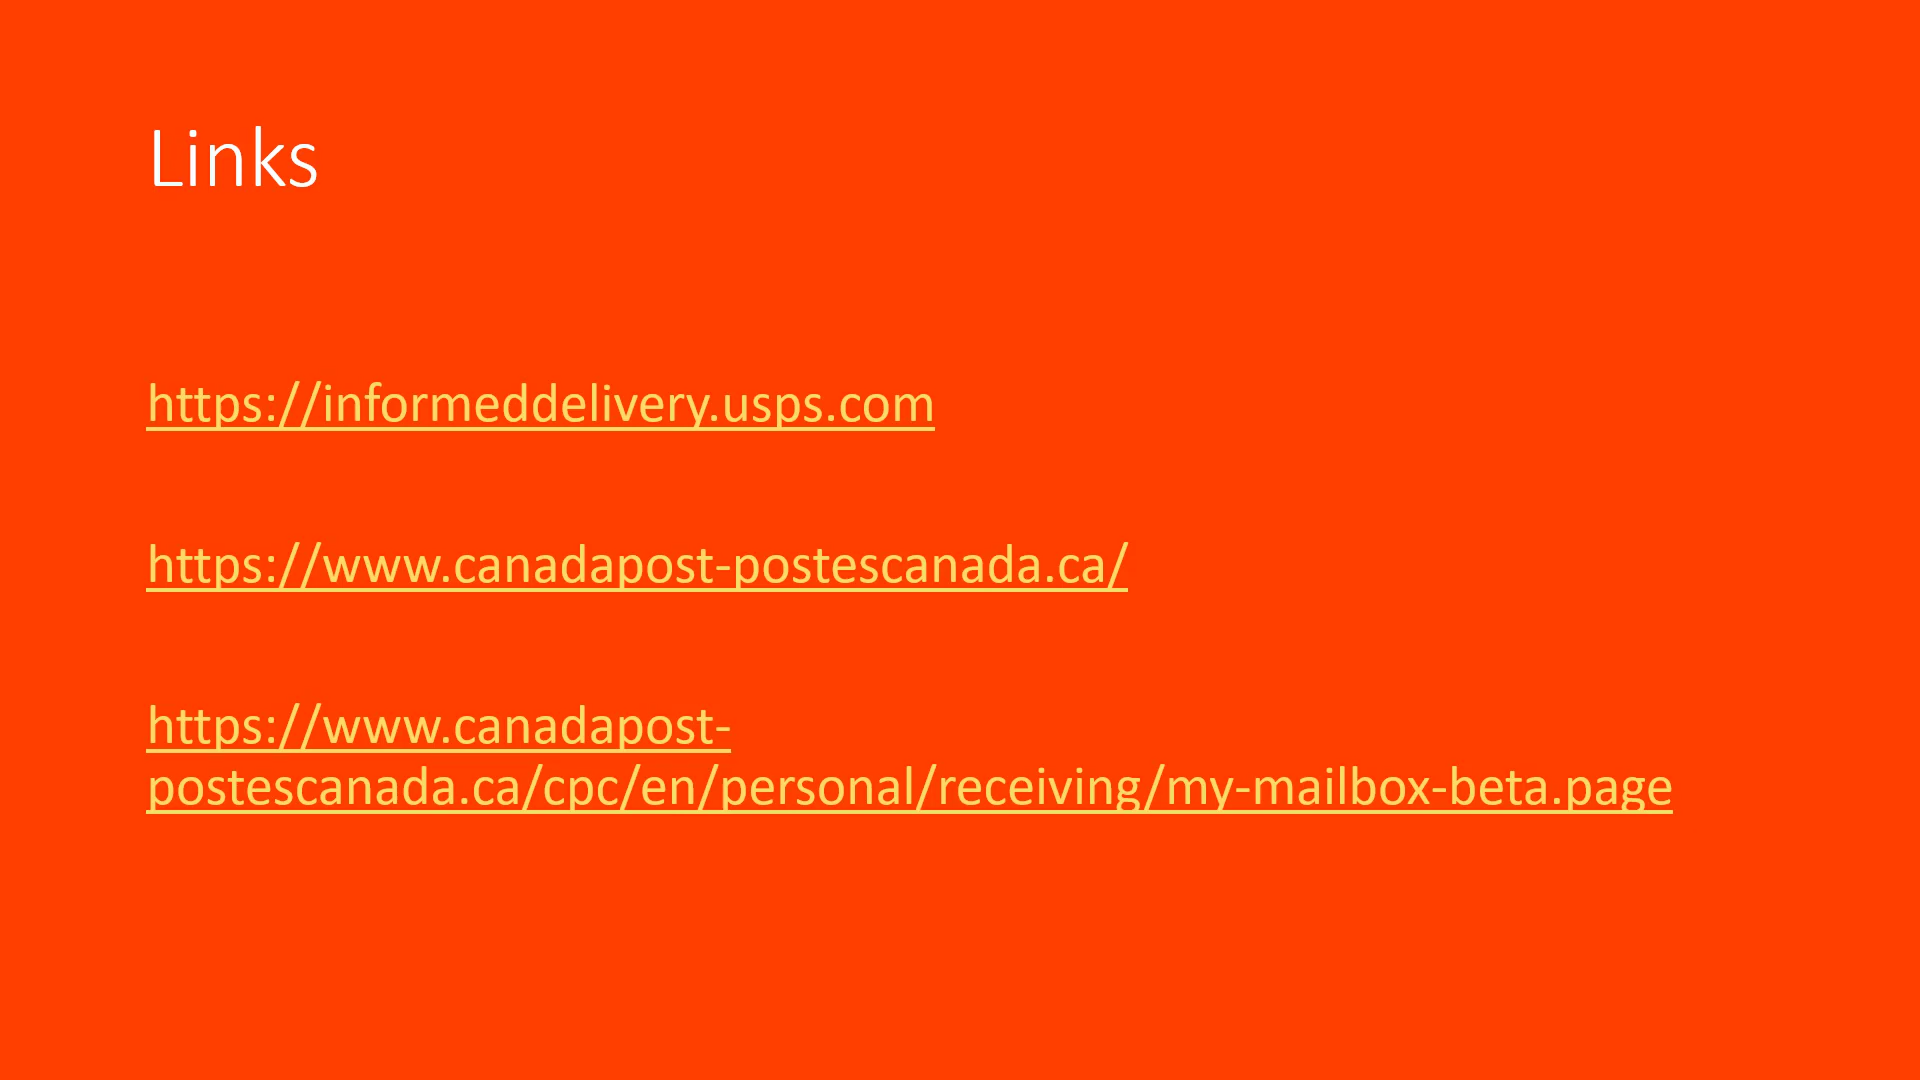 Links
https://informeddelivery.usps.com
https://www.canadapost-postescanada.ca/
https://www.canadapost-
postescanada.ca/cpc/en/personal/receiving/my-mailbox-beta.page